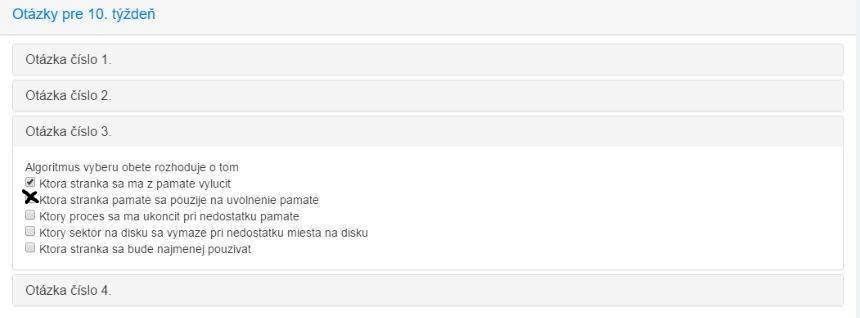 Otázky pre 10. týždeň
Otázka číslo 1.
Otázka číslo 2.
Otázka číslo 3.
Algoritmus vyberu obete rozhoduje o tom
Ktora stranka sa ma z pamate vylucit
Ktora stranka pamate sa pouzije na uvolnenie pamate
Ktory proces sa ma ukoncit pri nedostatku pamate
Ktory sektor na disku sa vymaze pri nedostatku miesta na disku
Ktora stranka sa bude najmenej pouzivat
Otázka číslo 4.